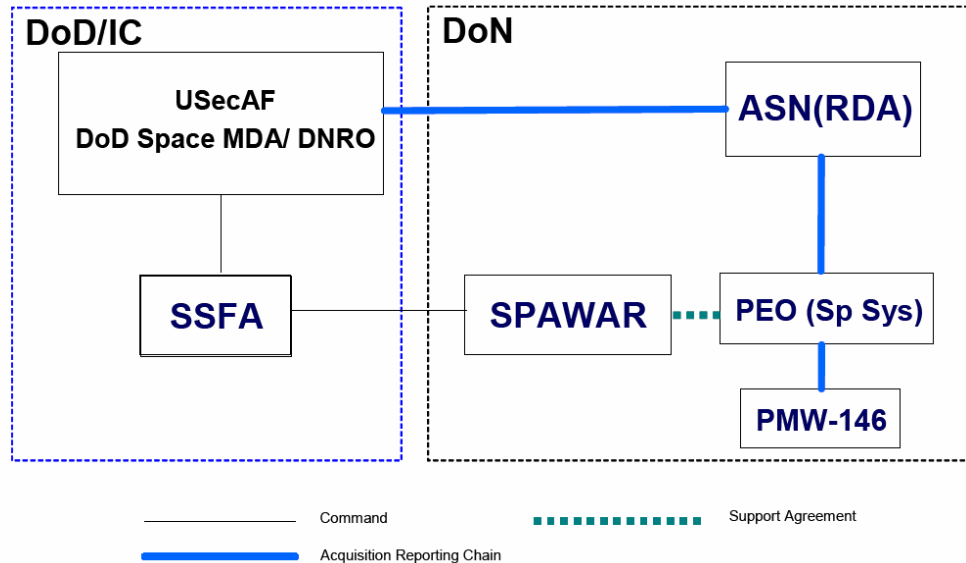 DoD/IC
DoN
USecAF
DoD Space MDA/ DNRO
ASN(RDA)
SSFA
SPAWAR
PEO (Sp Sys)
PMW-146
Command
Support Agreement
Acquisition Reporting Chain